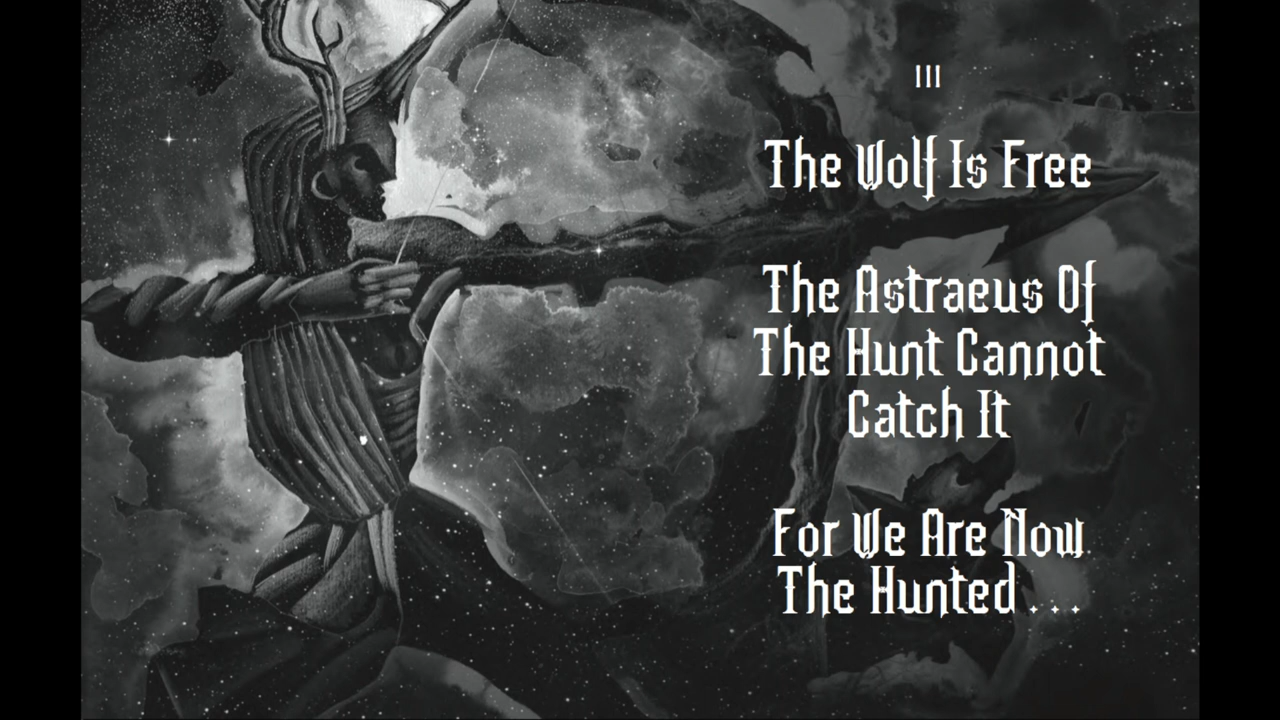 III
The Wolf Is Free
The Astraeus Of
The Hunt Cannot
Catch It
For We Are Now
The Hunted...